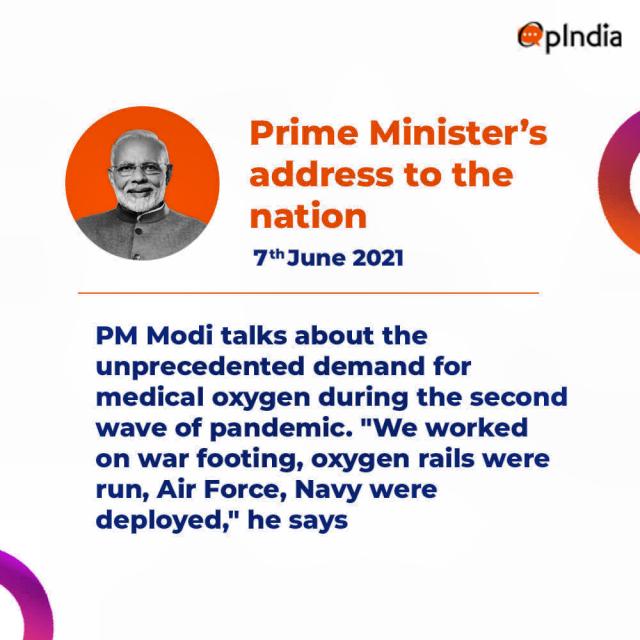 OpIndia
Prime Minister's
address to the
nation
7th June 2021
PM Modi talks about the
unprecedented demand for
medical oxygen during the second
wave of pandemic. "We worked
on war footing, oxygen rails were
run, Air Force, Navy were
deployed," he says